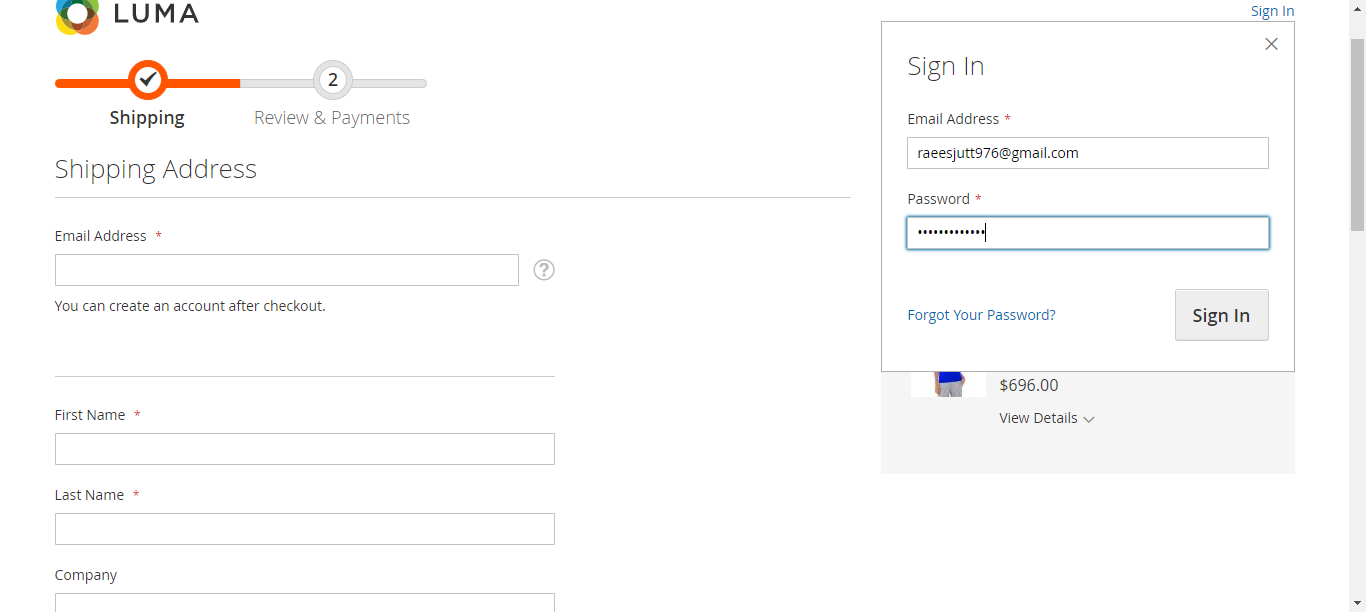 LUMA
Sign In
2
Shipping
Review & Payments
Shipping Address
Email Address *
?
You can create an account after checkout.
First Name *
Last Name *
Company
Sign In
Email Address *
raeesjutt976@gmail.com
Password *
•••••••••••••
Forgot Your Password?
Sign In
$696.00
View Details